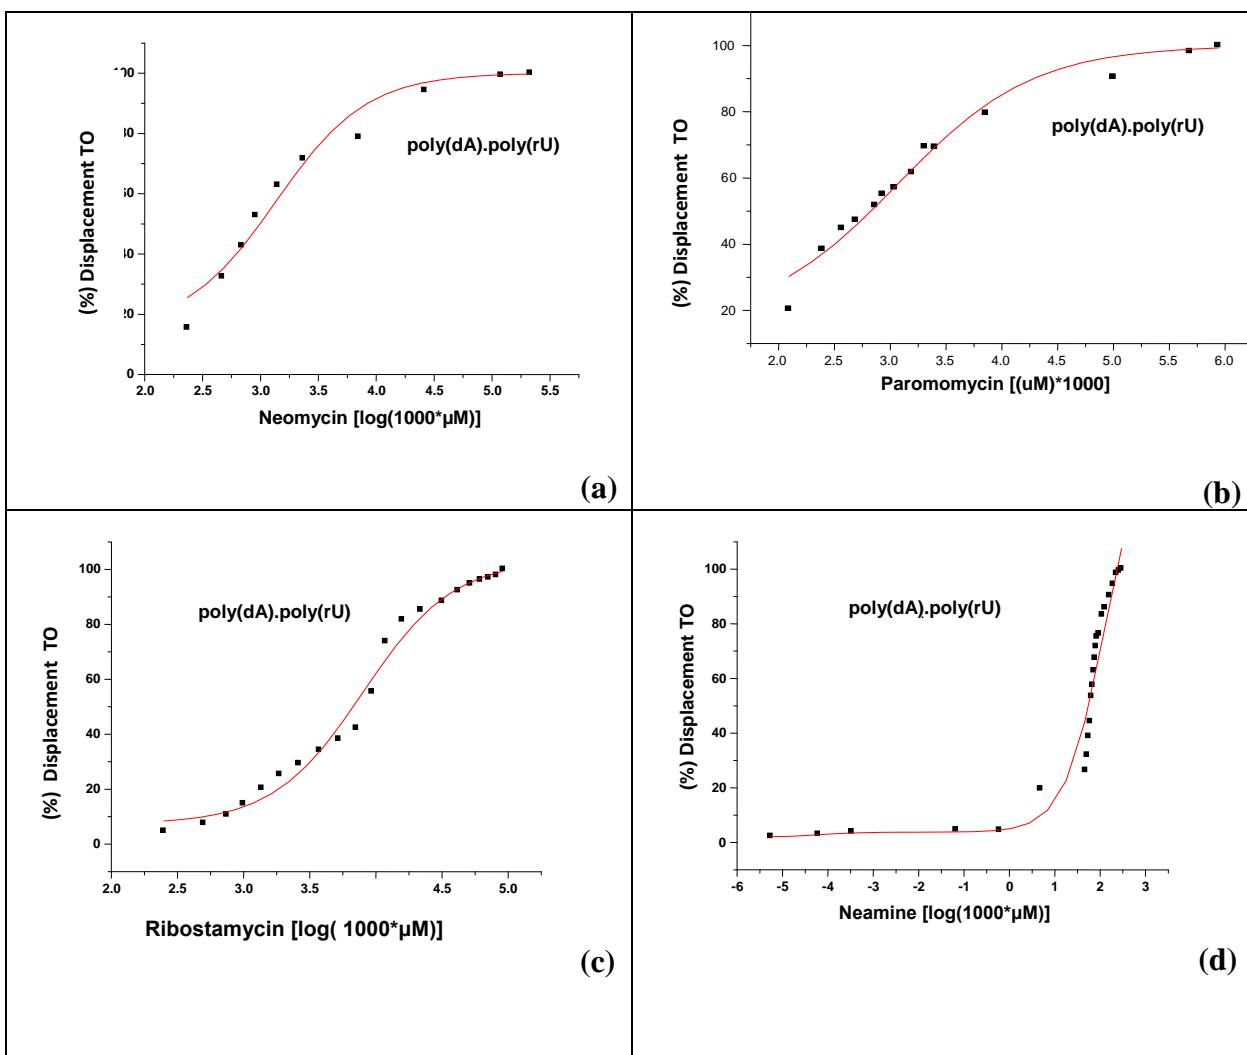 100
80
60
40
20
0
(%) Displacement TO
poly(dA).poly(rU)
2.0 2.5 3.0 3.5 4.0 4.5 5.0 5.5
Neomycin [log(1000*µM)]
(a)
100
80
60
40
20
(%) Displacement TO
poly(dA).poly(rU)
2.0 2.5 3.0 3.5 4.0 4.5 5.0 5.5 6.0
Paromomycin [(uM)*1000]
(b)
100
80
60
40
20
0
(%) Displacement TO
poly(dA).poly(rU)
2.0 2.5 3.0 3.5 4.5 5.0
Ribostamycin [log( 1000*µM)]
(c)
100
80
60
40
20
0
(%) Displacement TO
poly(dA).poly(rU)
-6 -5 -4 -3 -2 -1 0 1 2 3
Neamine [log(1000*µM)]
(d)